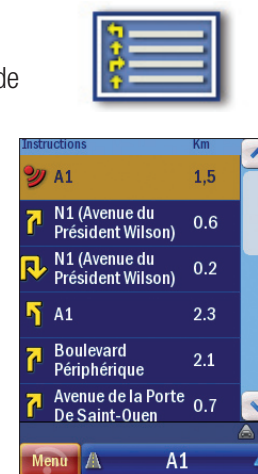 de
Instructions Km
A1 1,5
N1 (Avenue du
Président Wilson) 0.6
N1 (Avenue du
Président Wilson) 0.2
A1 2.3
Boulevard
Périphérique 2.1
Avenue de la Porte
De Saint-Ouen 0.7
Menu A1